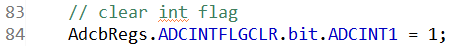 83 // clear int flag
84 AdcbRegs.ADCINTFLGCLR.bit.ADCINT1 = 1;